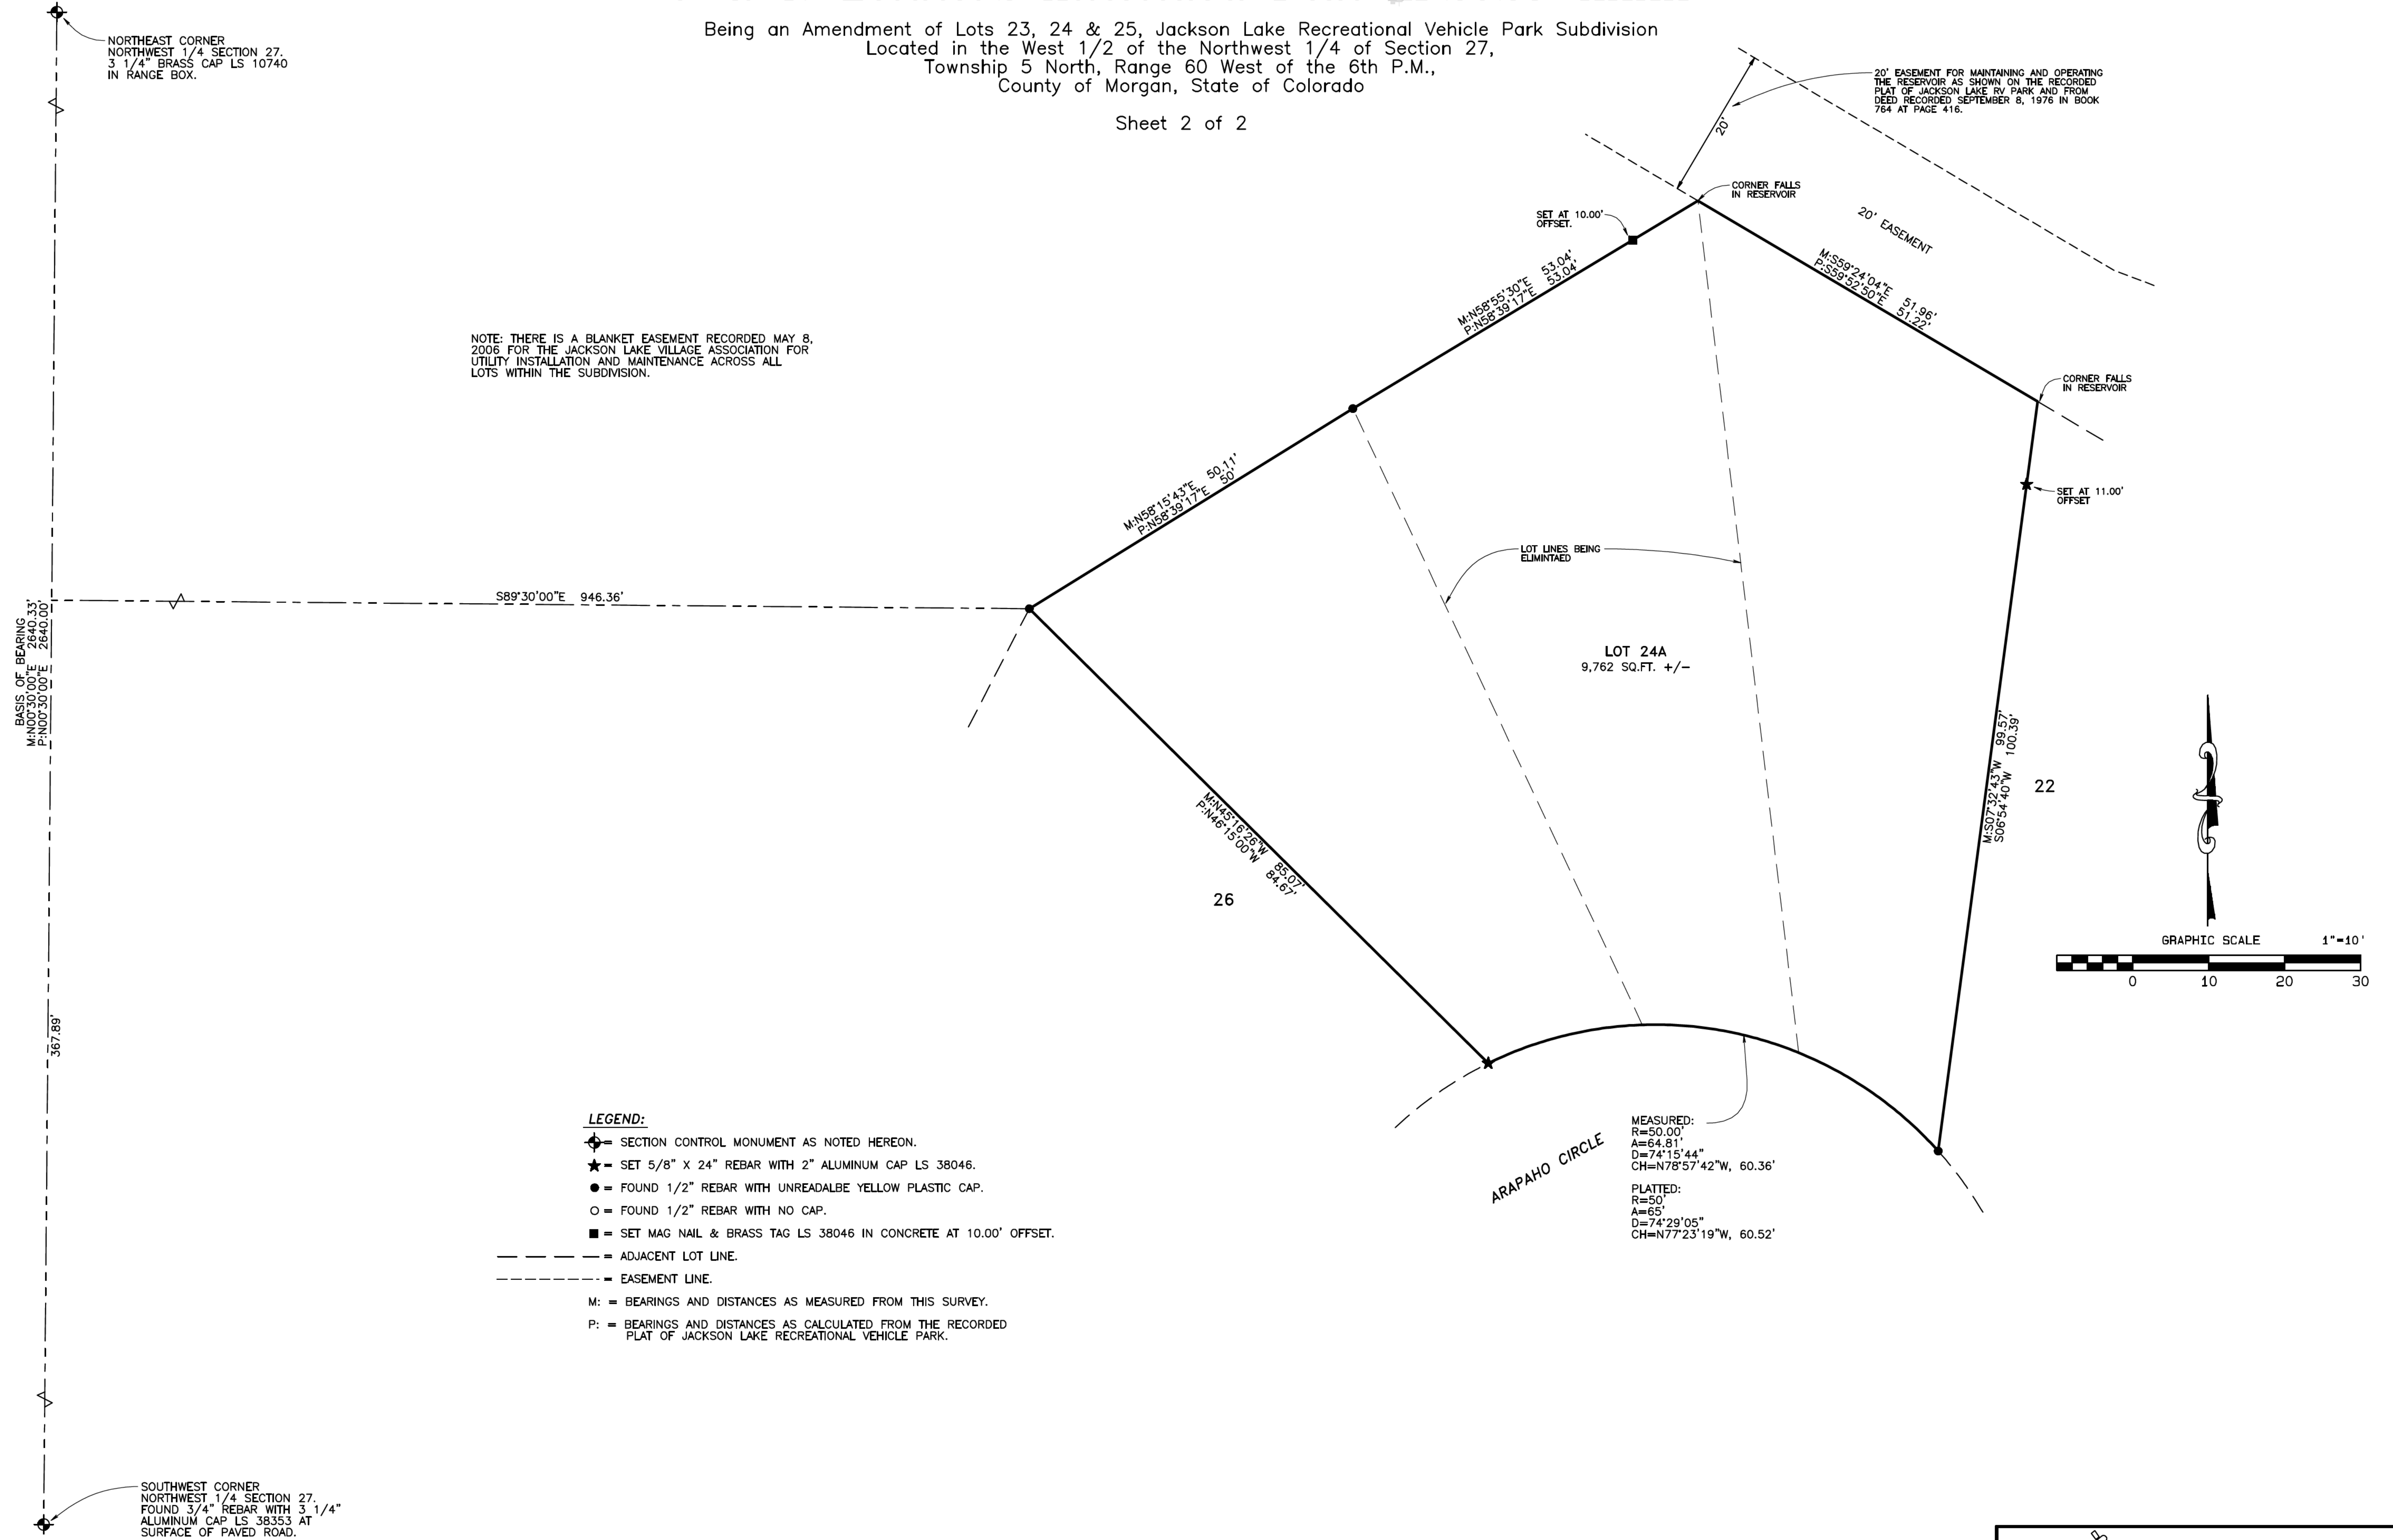 Being an Amendment of Lots 23, 24 & 25, Jackson Lake Recreational Vehicle Park Subdivision
Located in the West 1/2 of the Northwest 1/4 of Section 27,
Township 5 North, Range 60 West of the 6th P.M.,
County of Morgan, State of Colorado
Sheet 2 of 2
NORTHEAST CORNER
NORTHWEST 1/4 SECTION 27.
3 1/4" BRASS CAP LS 10740
IN RANGE BOX.
20' EASEMENT FOR MAINTAINING AND OPERATING
THE RESERVOIR AS SHOWN ON THE RECORDED
PLAT OF JACKSON LAKE RV PARK AND FROM
DEED RECORDED SEPTEMBER 8, 1976 IN BOOK
764 AT PAGE 416.
20'
CORNER FALLS
IN RESERVOIR
SET AT 10.00'
OFFSET.
20' EASEMENT
M:S59°24'04"E 51.96'
P:S59°52'50"E 51.22'
M:N58°55'30"E 53.04'
P:N58°39'17"E 53.04'
NOTE: THERE IS A BLANKET EASEMENT RECORDED MAY 8,
2006 FOR THE JACKSON LAKE VILLAGE ASSOCIATION FOR
UTILITY INSTALLATION AND MAINTENANCE ACROSS ALL
LOTS WITHIN THE SUBDIVISION.
CORNER FALLS
IN RESERVOIR
M:N58°15'43"E 50.11'
P:N58°39'17"E 50'
SET AT 11.00'
OFFSET
LOT LINES BEING
ELIMINTAED
S89°30'00"E 946.36'
BASIS OF BEARING
M:N00°30'00"E 2640.33'
P:N00°30'00"E 2640.00'
LOT 24A
9,762 SQ.FT. +/-
M:S07°32'43"W 99.57'
S06°54'40"W 100.39'
22
M:N45°16'26"W 85.07'
P:N46°15'00"W 84.67'
26
GRAPHIC SCALE 1"=10'
0 10 20 30
367.89'
LEGEND:
= SECTION CONTROL MONUMENT AS NOTED HEREON.
= SET 5/8" X 24" REBAR WITH 2" ALUMINUM CAP LS 38046.
= FOUND 1/2" REBAR WITH UNREADALBE YELLOW PLASTIC CAP.
= FOUND 1/2" REBAR WITH NO CAP.
= SET MAG NAIL & BRASS TAG LS 38046 IN CONCRETE AT 10.00' OFFSET.
= ADJACENT LOT LINE.
= EASEMENT LINE.
M: = BEARINGS AND DISTANCES AS MEASURED FROM THIS SURVEY.
P: = BEARINGS AND DISTANCES AS CALCULATED FROM THE RECORDED
PLAT OF JACKSON LAKE RECREATIONAL VEHICLE PARK.
ARAPAHO CIRCLE
MEASURED:
R=50.00'
A=64.81'
D=74°15'44"
CH=N78°57'42"W, 60.36'
PLATTED:
R=50'
A=65'
D=74°29'05"
CH=N77°23'19"W, 60.52'
SOUTHWEST CORNER
NORTHWEST 1/4 SECTION 27.
FOUND 3/4" REBAR WITH 3 1/4"
ALUMINUM CAP LS 38353 AT
SURFACE OF PAVED ROAD.